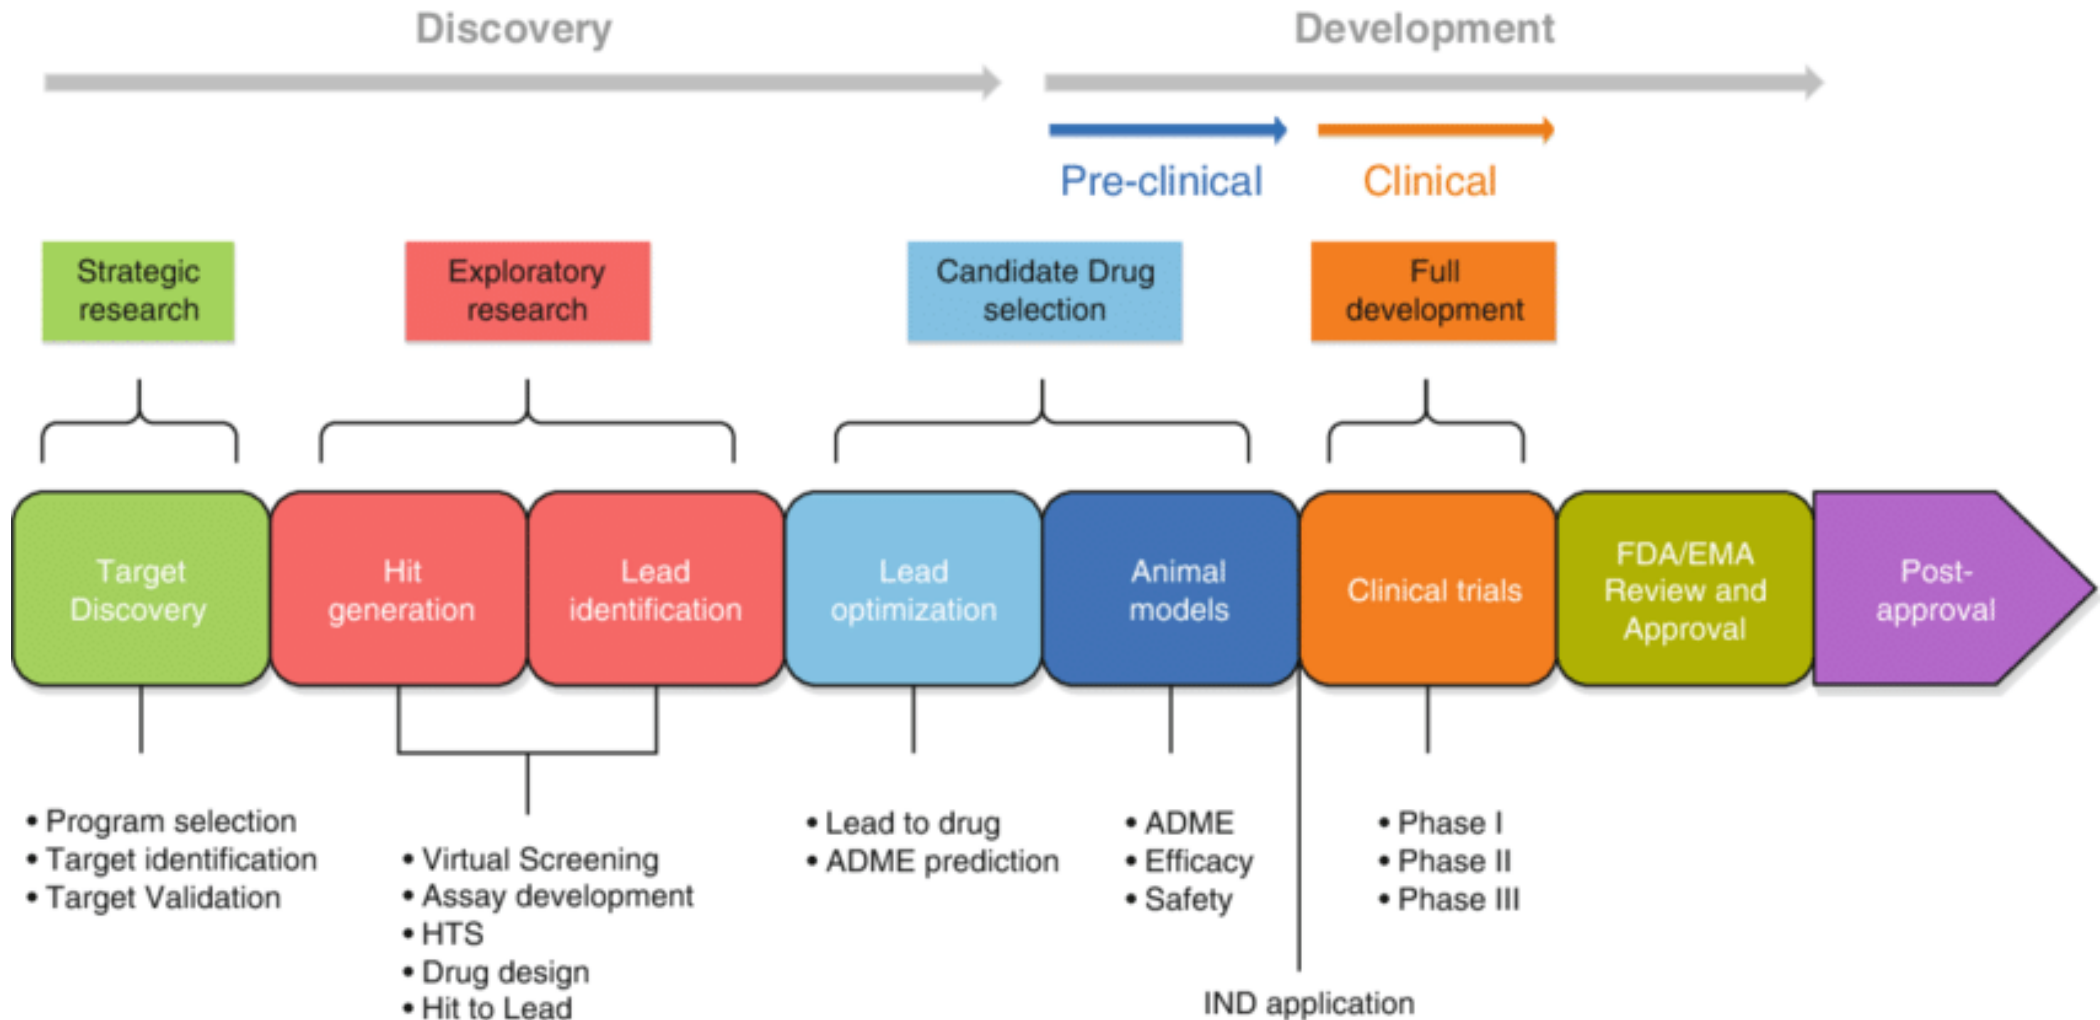 Discovery
Development
Pre-clinical
Clinical
Strategic
research
Exploratory
research
Candidate Drug
selection
Full
development
Target
Discovery
Hit
generation
Lead
identification
Lead
optimization
Animal
models
Clinical trials
FDA/EMA
Review and
Approval
Post-
approval
• Program selection
• Target identification
• Target Validation
• Virtual Screening
• Assay development
• HTS
• Drug design
• Hit to Lead
• Lead to drug
• ADME prediction
• ADME
• Efficacy
• Safety
• Phase I
• Phase II
• Phase III
IND application